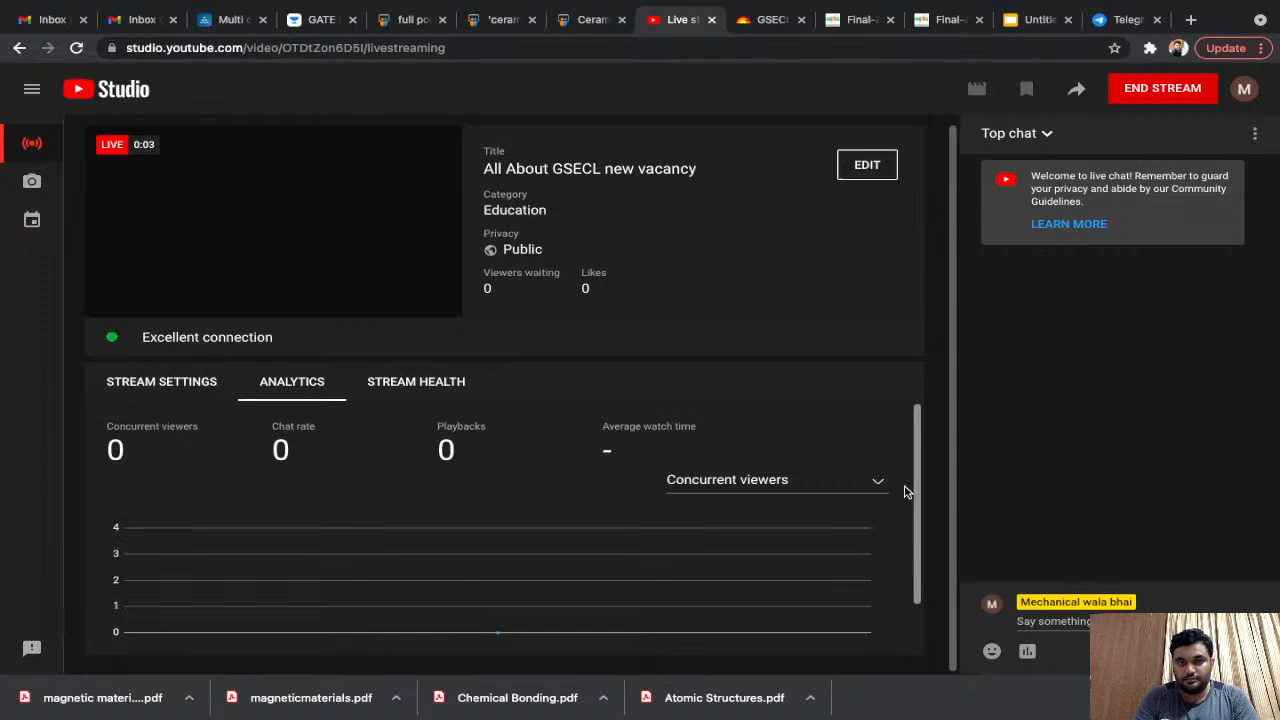 Inbox
Inbox
Multi
GATE
full po
'ceram
Ceram
Live s
GSECL
Final-
Final-
Untitle
Telegr
studio.youtube.com/video/OTDtZon6D5I/livestreaming
Update
Studio
END STREAM
M
LIVE 0:03
Title
All About GSECL new vacancy
EDIT
Category
Education
Privacy
Public
Viewers waiting Likes
0 0
Excellent connection
STREAM SETTINGS ANALYTICS STREAM HEALTH
Concurrent viewers Chat rate Playbacks Average watch time
0 0 0 -
Concurrent viewers
4
3
2
1
0
Top chat
Welcome to live chat! Remember to guard
your privacy and abide by our Community
Guidelines.
LEARN MORE
M Mechanical wala bhai
Say something
magnetic materi....pdf magneticmaterials.pdf Chemical Bonding.pdf Atomic Structures.pdf